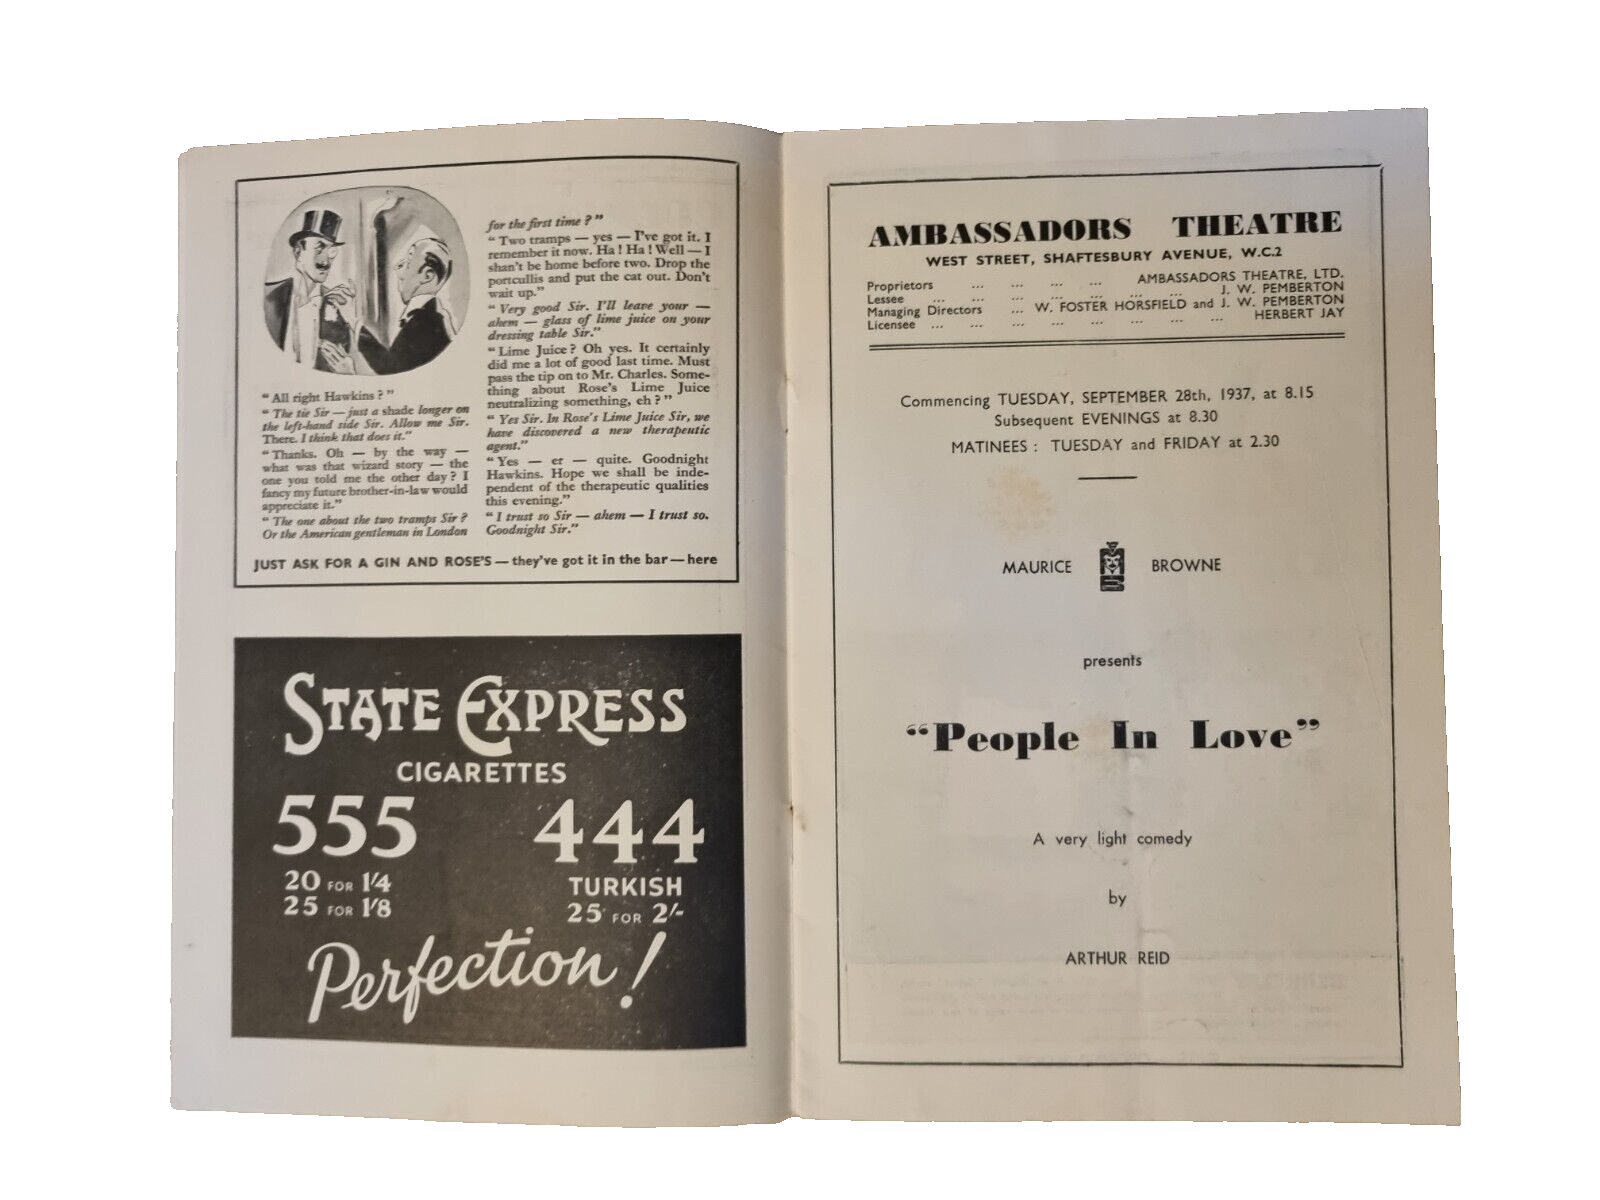 "All right Hawkins?"
"The tie Sir — just a shade longer on
the left-hand side Sir. Allow me Sir.
There. I think that does it."
"Thanks. Oh — by the way —
what was that wizard story — the
one you told me the other day? I
fancy my future brother-in-law would
appreciate it."
"The one about the two tramps Sir?
Or the American gentleman in London
for the first time?"
"Two tramps — yes — I've got it. I
remember it now. Ha! Ha! Well — I
shan't be home before two. Drop the
portcullis and put the cat out. Don't
wait up."
"Very good Sir. I'll leave your —
ahem — glass of lime juice on your
dressing table Sir."
"Lime Juice? Oh yes. It certainly
did me a lot of good last time. Must
pass the tip on to Mr. Charles. Some-
thing about Rose's Lime Juice
neutralizing something, eh?"
"Yes Sir. In Rose's Lime Juice Sir, we
have discovered a new therapeutic
agent."
"Yes — er — quite. Goodnight
Hawkins. Hope we shall be inde-
pendent of the therapeutic qualities
this evening."
"I trust so Sir — ahem — I trust so.
Goodnight Sir."
JUST ASK FOR A GIN AND ROSE'S — they've got it in the bar — here
STATE EXPRESS
CIGARETTES
555 444
20 FOR 1'4 TURKISH
25 FOR 1'8 25 FOR 2/-
Perfection!
AMBASSADORS THEATRE
WEST STREET, SHAFTESBURY AVENUE, W.C.2
Proprietors ... ... ... ... AMBASSADORS THEATRE, LTD.
Lessee ... ... ... ... ... ... ... J. W. PEMBERTON
Managing Directors ... W. FOSTER HORSFIELD and J. W. PEMBERTON
Licensee ... ... ... ... ... ... ... ... HERBERT JAY
Commencing TUESDAY, SEPTEMBER 28th, 1937, at 8.15
Subsequent EVENINGS at 8.30
MATINEES : TUESDAY and FRIDAY at 2.30
MAURICE BROWNE
presents
"People In Love"
A very light comedy
by
ARTHUR REID